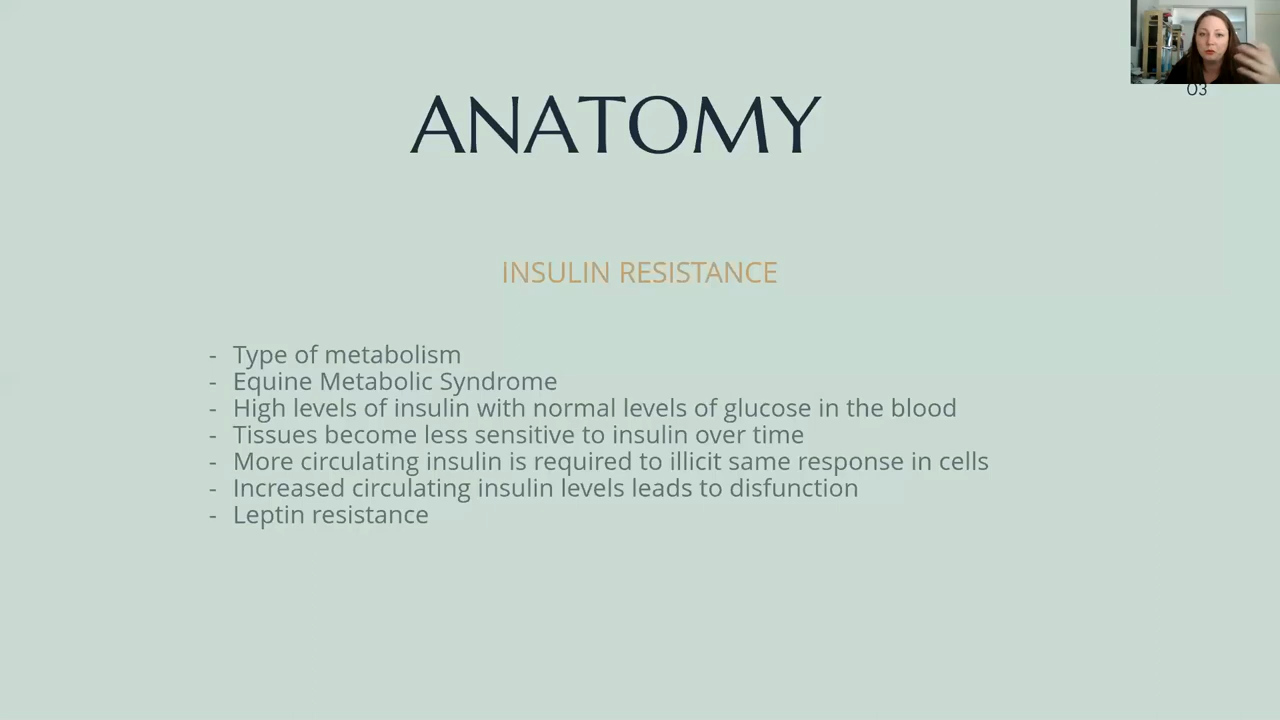 03
ANATOMY
INSULIN RESISTANCE
- Type of metabolism
- Equine Metabolic Syndrome
- High levels of insulin with normal levels of glucose in the blood
- Tissues become less sensitive to insulin over time
- More circulating insulin is required to illicit same response in cells
- Increased circulating insulin levels leads to disfunction
- Leptin resistance